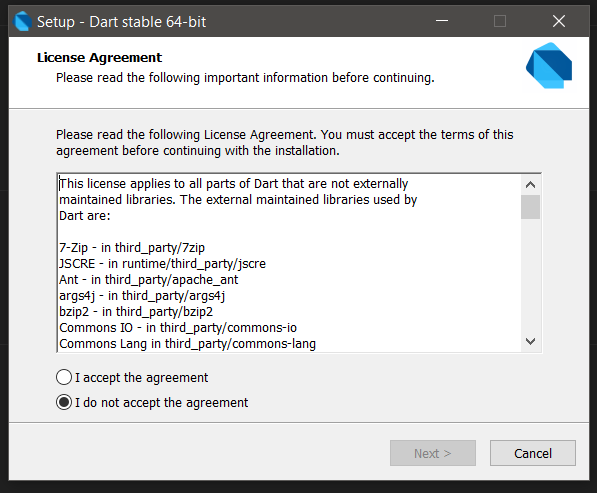 Setup - Dart stable 64-bit
License Agreement
Please read the following important information before continuing.
Please read the following License Agreement. You must accept the terms of this
agreement before continuing with the installation.
This license applies to all parts of Dart that are not externally
maintained libraries. The external maintained libraries used by
Dart are:
7-Zip - in third_party/7zip
JSCRE - in runtime/third_party/jscre
Ant - in third_party/apache_ant
args4j - in third_party/args4j
bzip2 - in third_party/bzip2
Commons IO - in third_party/commons-io
Commons Lang in third_party/commons-lang
I accept the agreement
I do not accept the agreement
Next >
Cancel